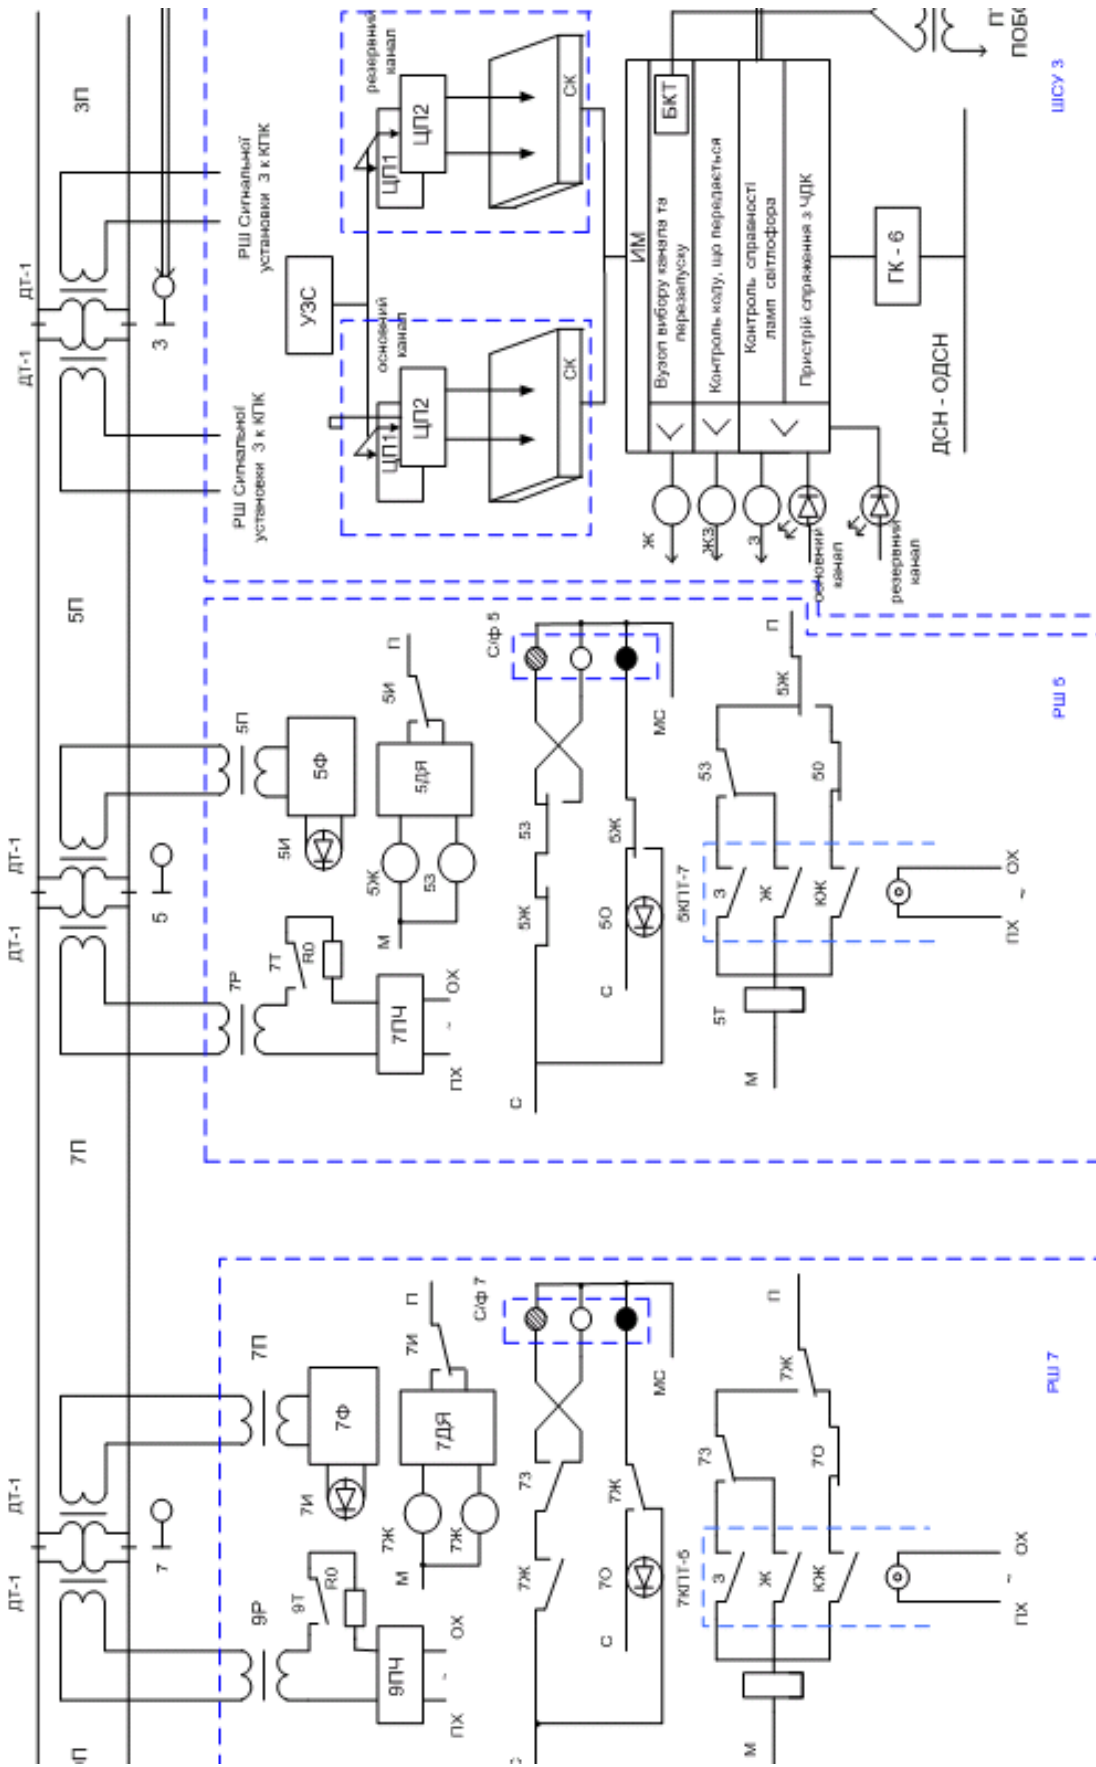 3П
5П
7П
ДТ-1
ДТ-1
3
РШ Сигнальної
установки 3 к КПК
РШ Сигнальної
установки 3 к КПК
резервний
канал
ЦП1
ЦП2
СК
УЗС
основний
канал
ЦП1
ЦП2
СК
ИМ
БКТ
Вузол вибору канала та
перезапуску
Контроль коду, що передається
Контроль справності
ламп світлофора
Пристрій спряження з ЧДК
ГК - 6
ДСН - ОДСН
Ж
ЖЗ
З
основний
канал
резервний
канал
ШСУ 3
ДТ-1
ДТ-1
5
5П
5Ф
5И
5И
П
5ДЯ
5Ж
53
М
7Р
7Т
R0
7ПЧ
ПХ
~
ОХ
С/ф 5
МС
53
5Ж
5Ж
5О
С
С
П
5Ж
53
5О
5КПТ-7
З
Ж
КЖ
5Т
М
ПХ
~
ОХ
РШ 5
ДТ-1
ДТ-1
7
7П
7Ф
7И
7И
П
7ДЯ
7Ж
7Ж
М
9Р
9Т
R0
9ПЧ
ПХ
~
ОХ
С/ф 7
МС
73
7Ж
7Ж
7О
С
П
7Ж
73
7О
7КПТ-5
З
Ж
КЖ
М
ПХ
~
ОХ
РШ 7